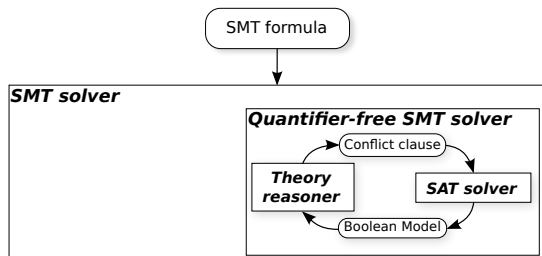 SMT formula
SMT solver
Quantifier-free SMT solver
Conflict clause
Theory
reasoner
SAT solver
Boolean Model